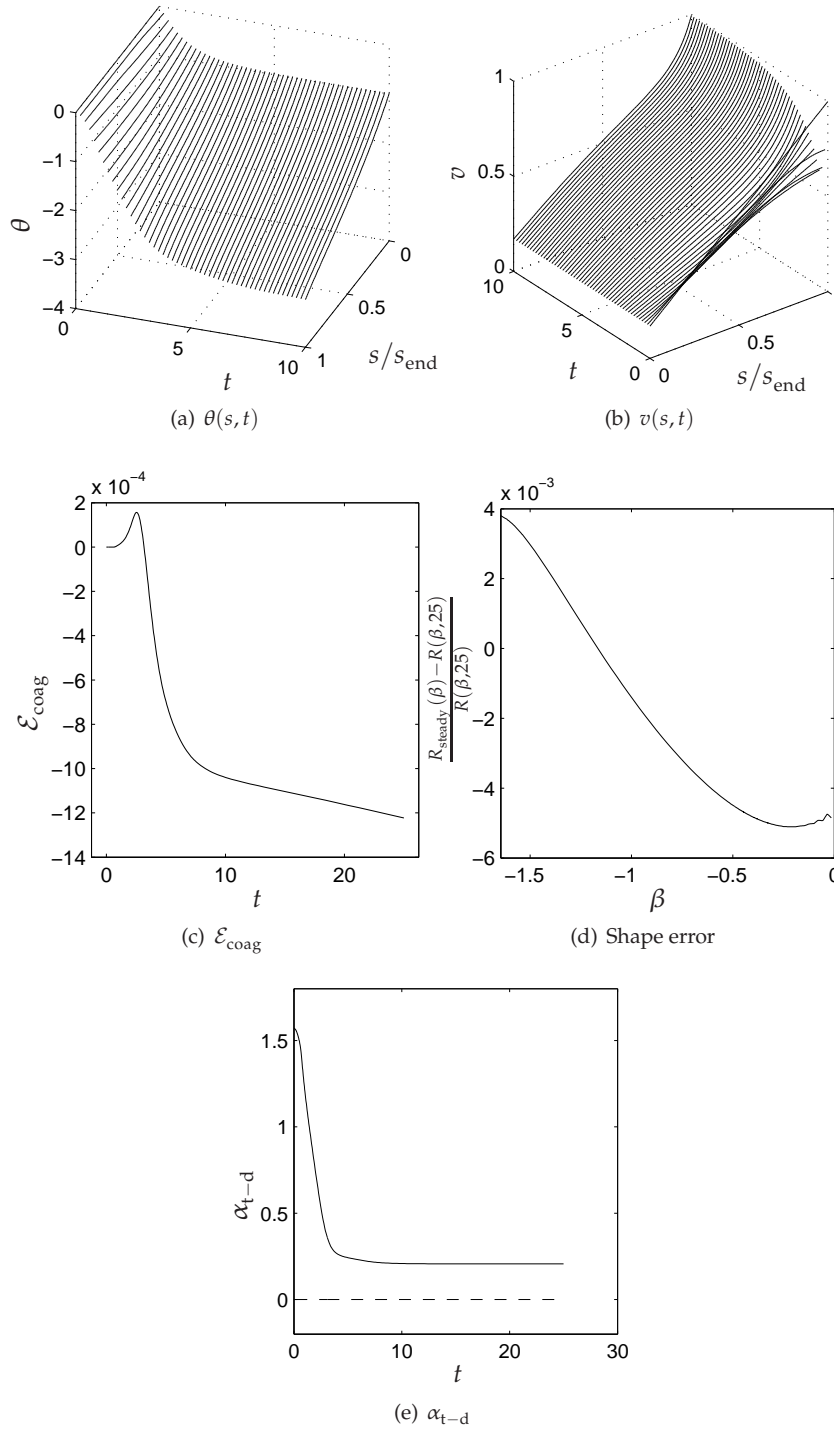 0
−1
−2
−3
−4
θ
0
5
10
t
1
0.5
0
s/s_end
(a) θ(s, t)
1
0.5
0
v
10
5
0
t
0
0.5
s/s_end
(b) v(s, t)
x 10^−4
2
0
−2
−4
−6
−8
−10
−12
−14
ℰ_coag
0
10
20
t
(c) ℰ_coag
x 10^−3
4
2
0
−2
−4
−6
R_steady(β)−R(β,25)
R(β,25)
−1.5
−1
−0.5
0
β
(d) Shape error
1.5
1
0.5
0
α_t−d
0
10
20
30
t
(e) α_t−d